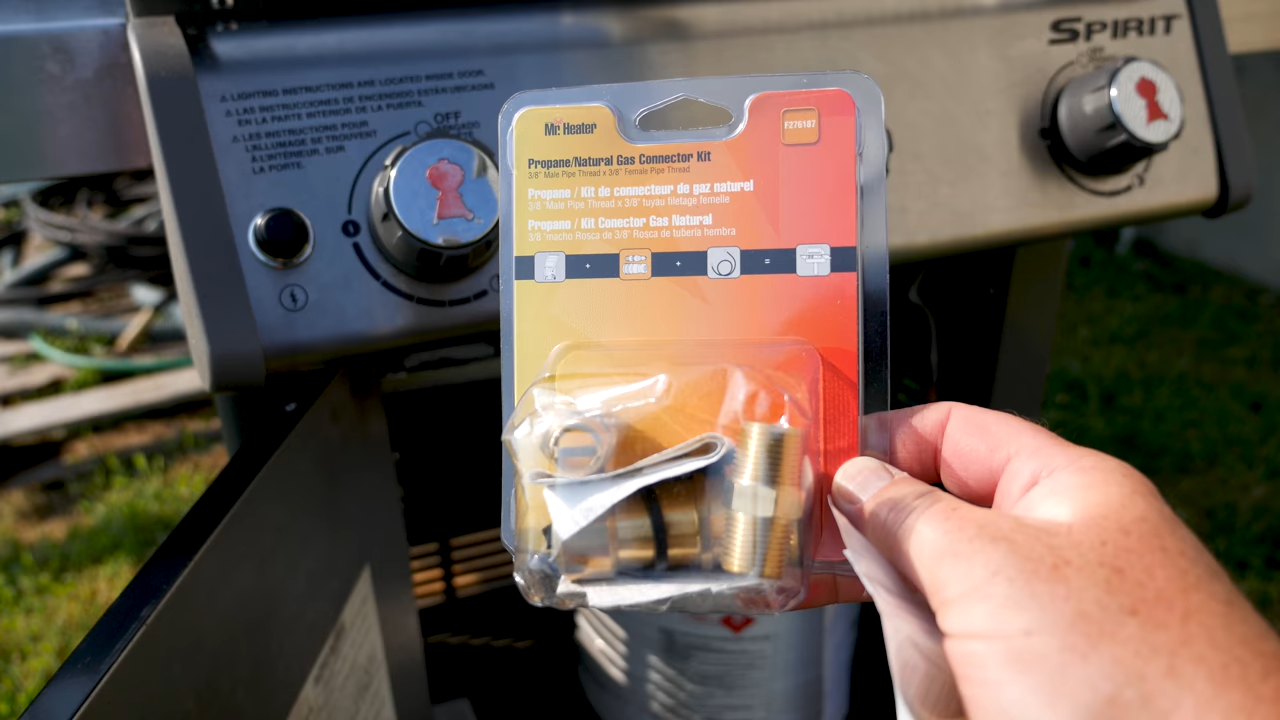 SPIRIT
⚠ LIGHTING INSTRUCTIONS ARE LOCATED INSIDE DOOR.
⚠ LAS INSTRUCCIONES DE ENCENDIDO ESTÁN UBICADAS
EN LA PARTE INTERIOR DE LA PUERTA.
⚠ LES INSTRUCTIONS POUR
L'ALLUMAGE SE TROUVENT
À L'INTÉRIEUR, SUR
LA PORTE.
OFF
Mr. Heater
F276187
Propane/Natural Gas Connector Kit
3/8" Male Pipe Thread x 3/8" Female Pipe Thread
Propane / Kit de connecteur de gaz naturel
3/8 "Male Pipe Thread x 3/8" tuyau filetage femelle
Propano / Kit Conector Gas Natural
3/8 "macho Rosca de 3/8" Rosca de tubería hembra
+ + =